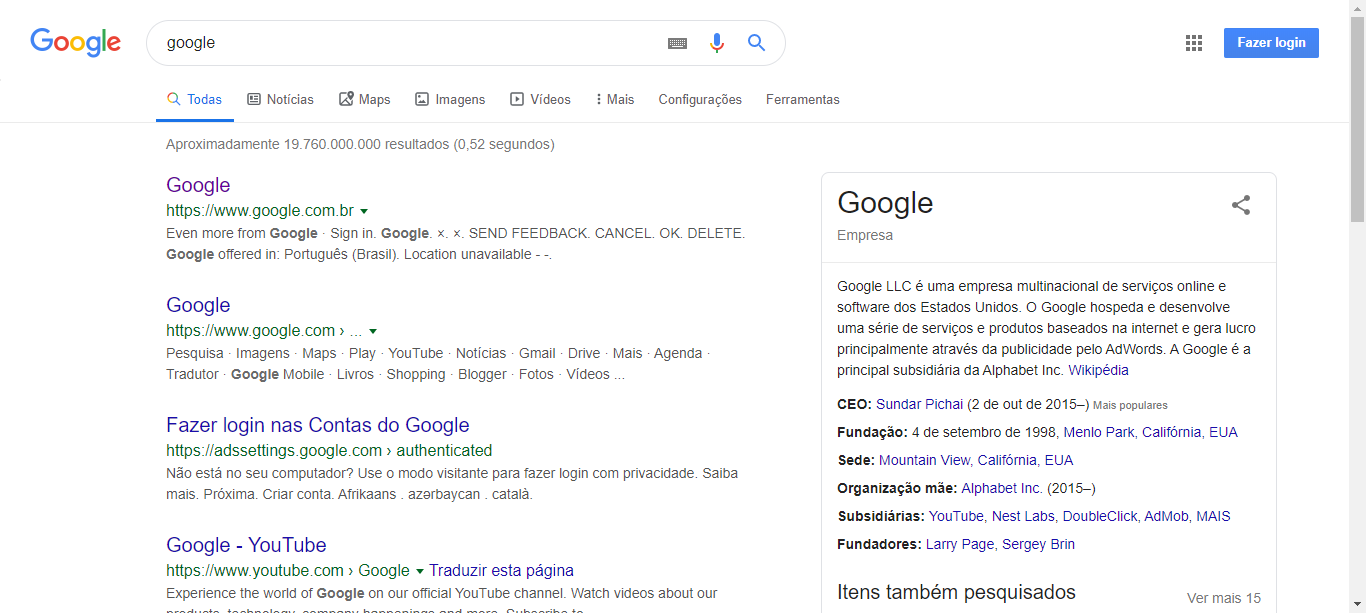 Google
google
Fazer login
Todas Notícias Maps Imagens Vídeos Mais Configurações Ferramentas
Aproximadamente 19.760.000.000 resultados (0,52 segundos)
Google
https://www.google.com.br
Even more from Google · Sign in. Google. ×. ×. SEND FEEDBACK. CANCEL. OK. DELETE.
Google offered in: Português (Brasil). Location unavailable - -.
Google
https://www.google.com › ...
Pesquisa · Imagens · Maps · Play · YouTube · Notícias · Gmail · Drive · Mais · Agenda ·
Tradutor · Google Mobile · Livros · Shopping · Blogger · Fotos · Vídeos ...
Fazer login nas Contas do Google
https://adssettings.google.com › authenticated
Não está no seu computador? Use o modo visitante para fazer login com privacidade. Saiba
mais. Próxima. Criar conta. Afrikaans . azərbaycan . català.
Google - YouTube
https://www.youtube.com › Google Traduzir esta página
Experience the world of Google on our official YouTube channel. Watch videos about our
products, technology, company happenings and more. Subscribe to
Google
Empresa
Google LLC é uma empresa multinacional de serviços online e
software dos Estados Unidos. O Google hospeda e desenvolve
uma série de serviços e produtos baseados na internet e gera lucro
principalmente através da publicidade pelo AdWords. A Google é a
principal subsidiária da Alphabet Inc. Wikipédia
CEO: Sundar Pichai (2 de out de 2015–) Mais populares
Fundação: 4 de setembro de 1998, Menlo Park, Califórnia, EUA
Sede: Mountain View, Califórnia, EUA
Organização mãe: Alphabet Inc. (2015–)
Subsidiárias: YouTube, Nest Labs, DoubleClick, AdMob, MAIS
Fundadores: Larry Page, Sergey Brin
Itens também pesquisados
Ver mais 15